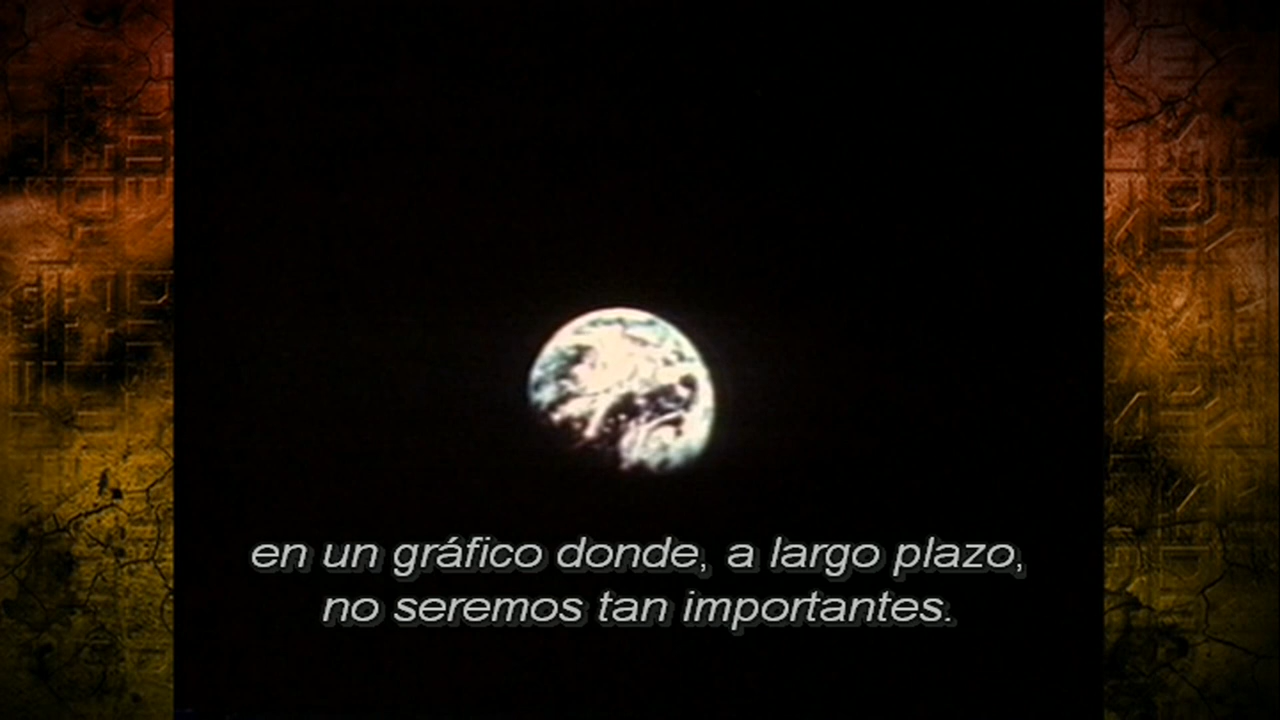 en un gráfico donde, a largo plazo,
no seremos tan importantes.